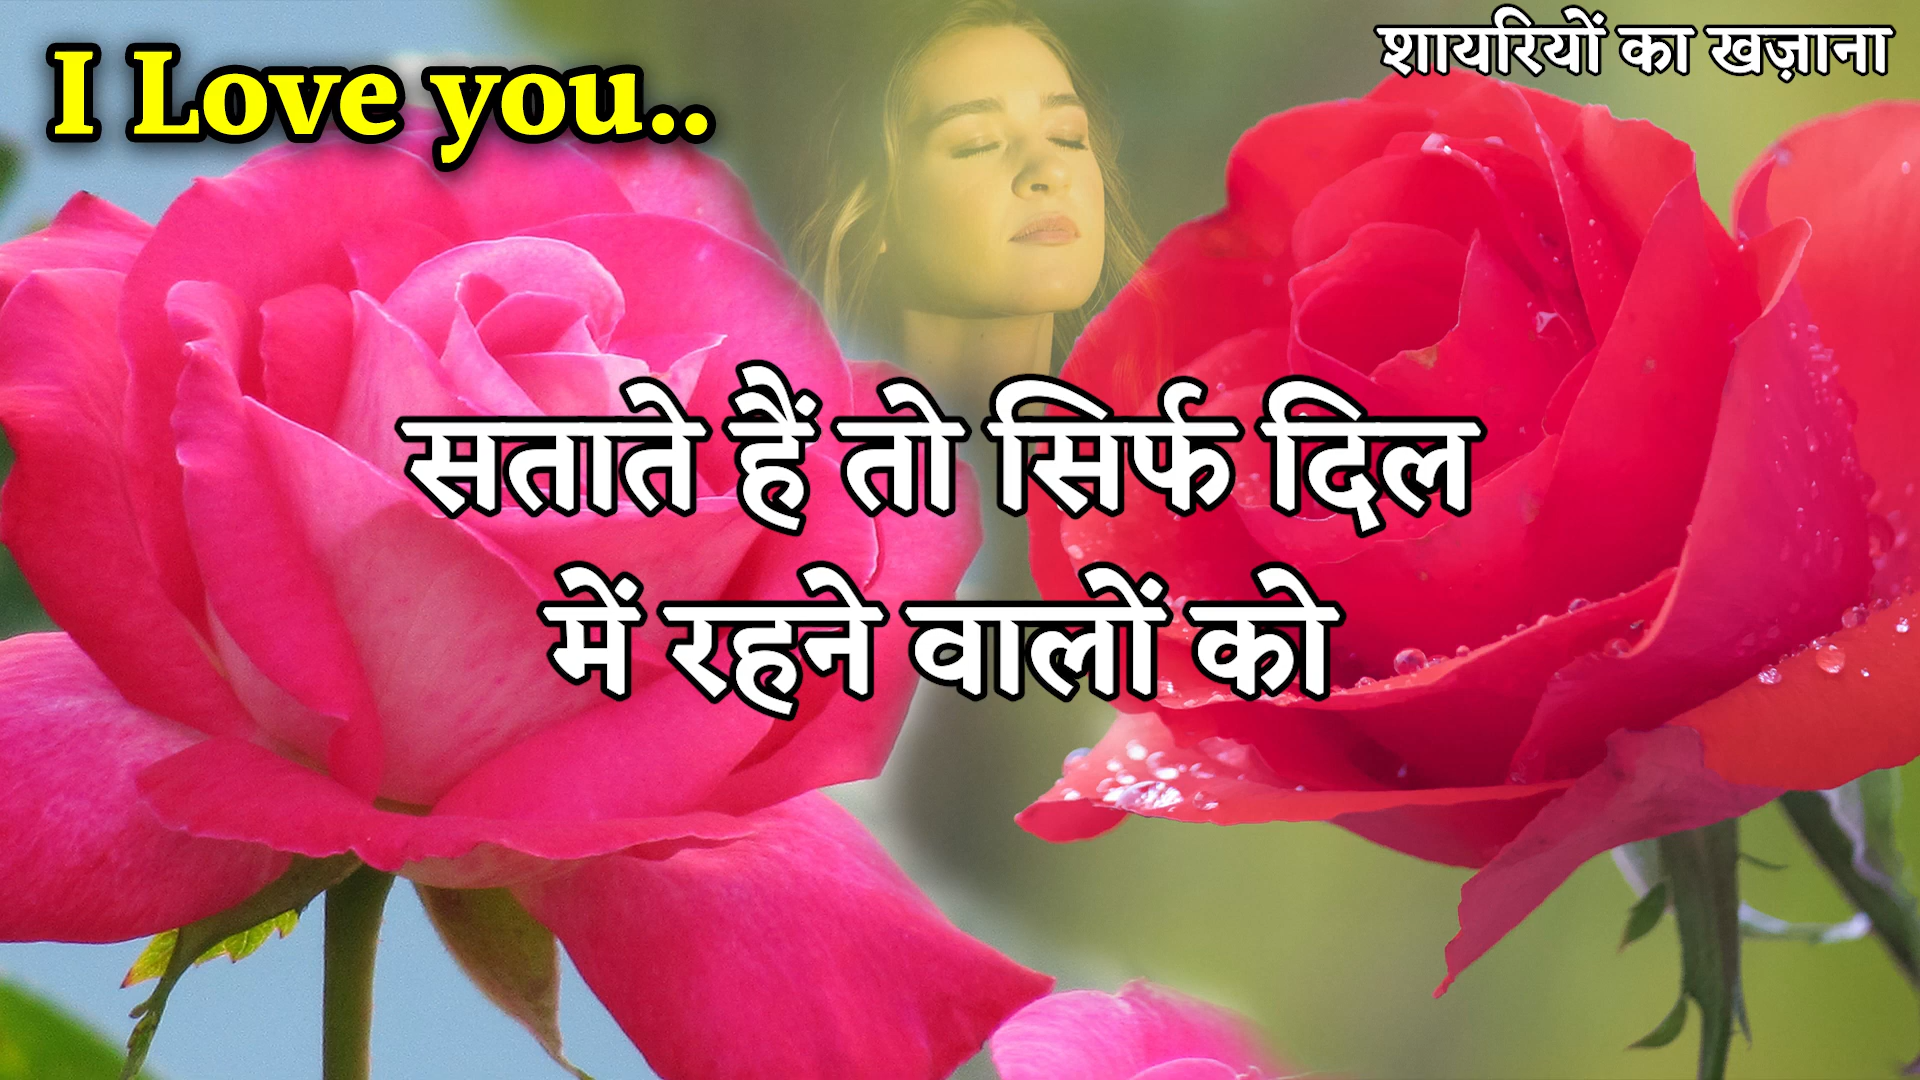 I Love you..
शायरियों का खज़ाना
सताते हैं तो सिर्फ दिल
में रहने वालों को